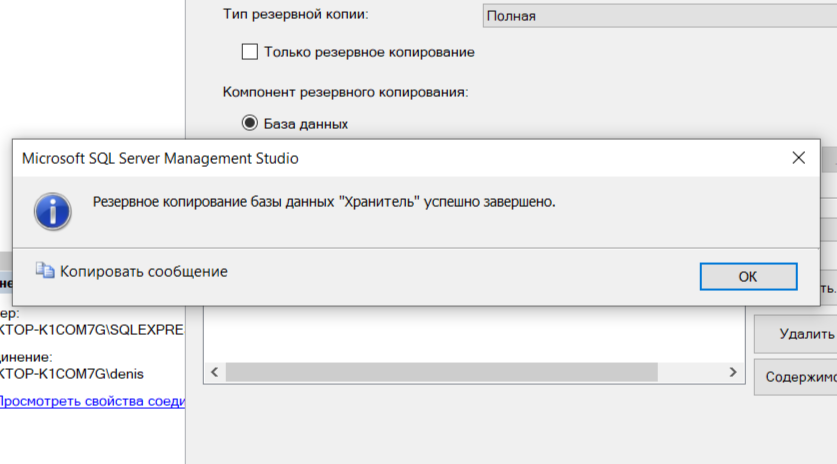 Тип резервной копии:
Полная
Только резервное копирование
Компонент резервного копирования:
База данных
Microsoft SQL Server Management Studio
Резервное копирование базы данных "Хранитель" успешно завершено.
Копировать сообщение
OK
не
ть.
ер:
KTOP-K1COM7G\SQLEXPRE
Удалить
динение:
KTOP-K1COM7G\denis
Содержимо
Просмотреть свойства соеди